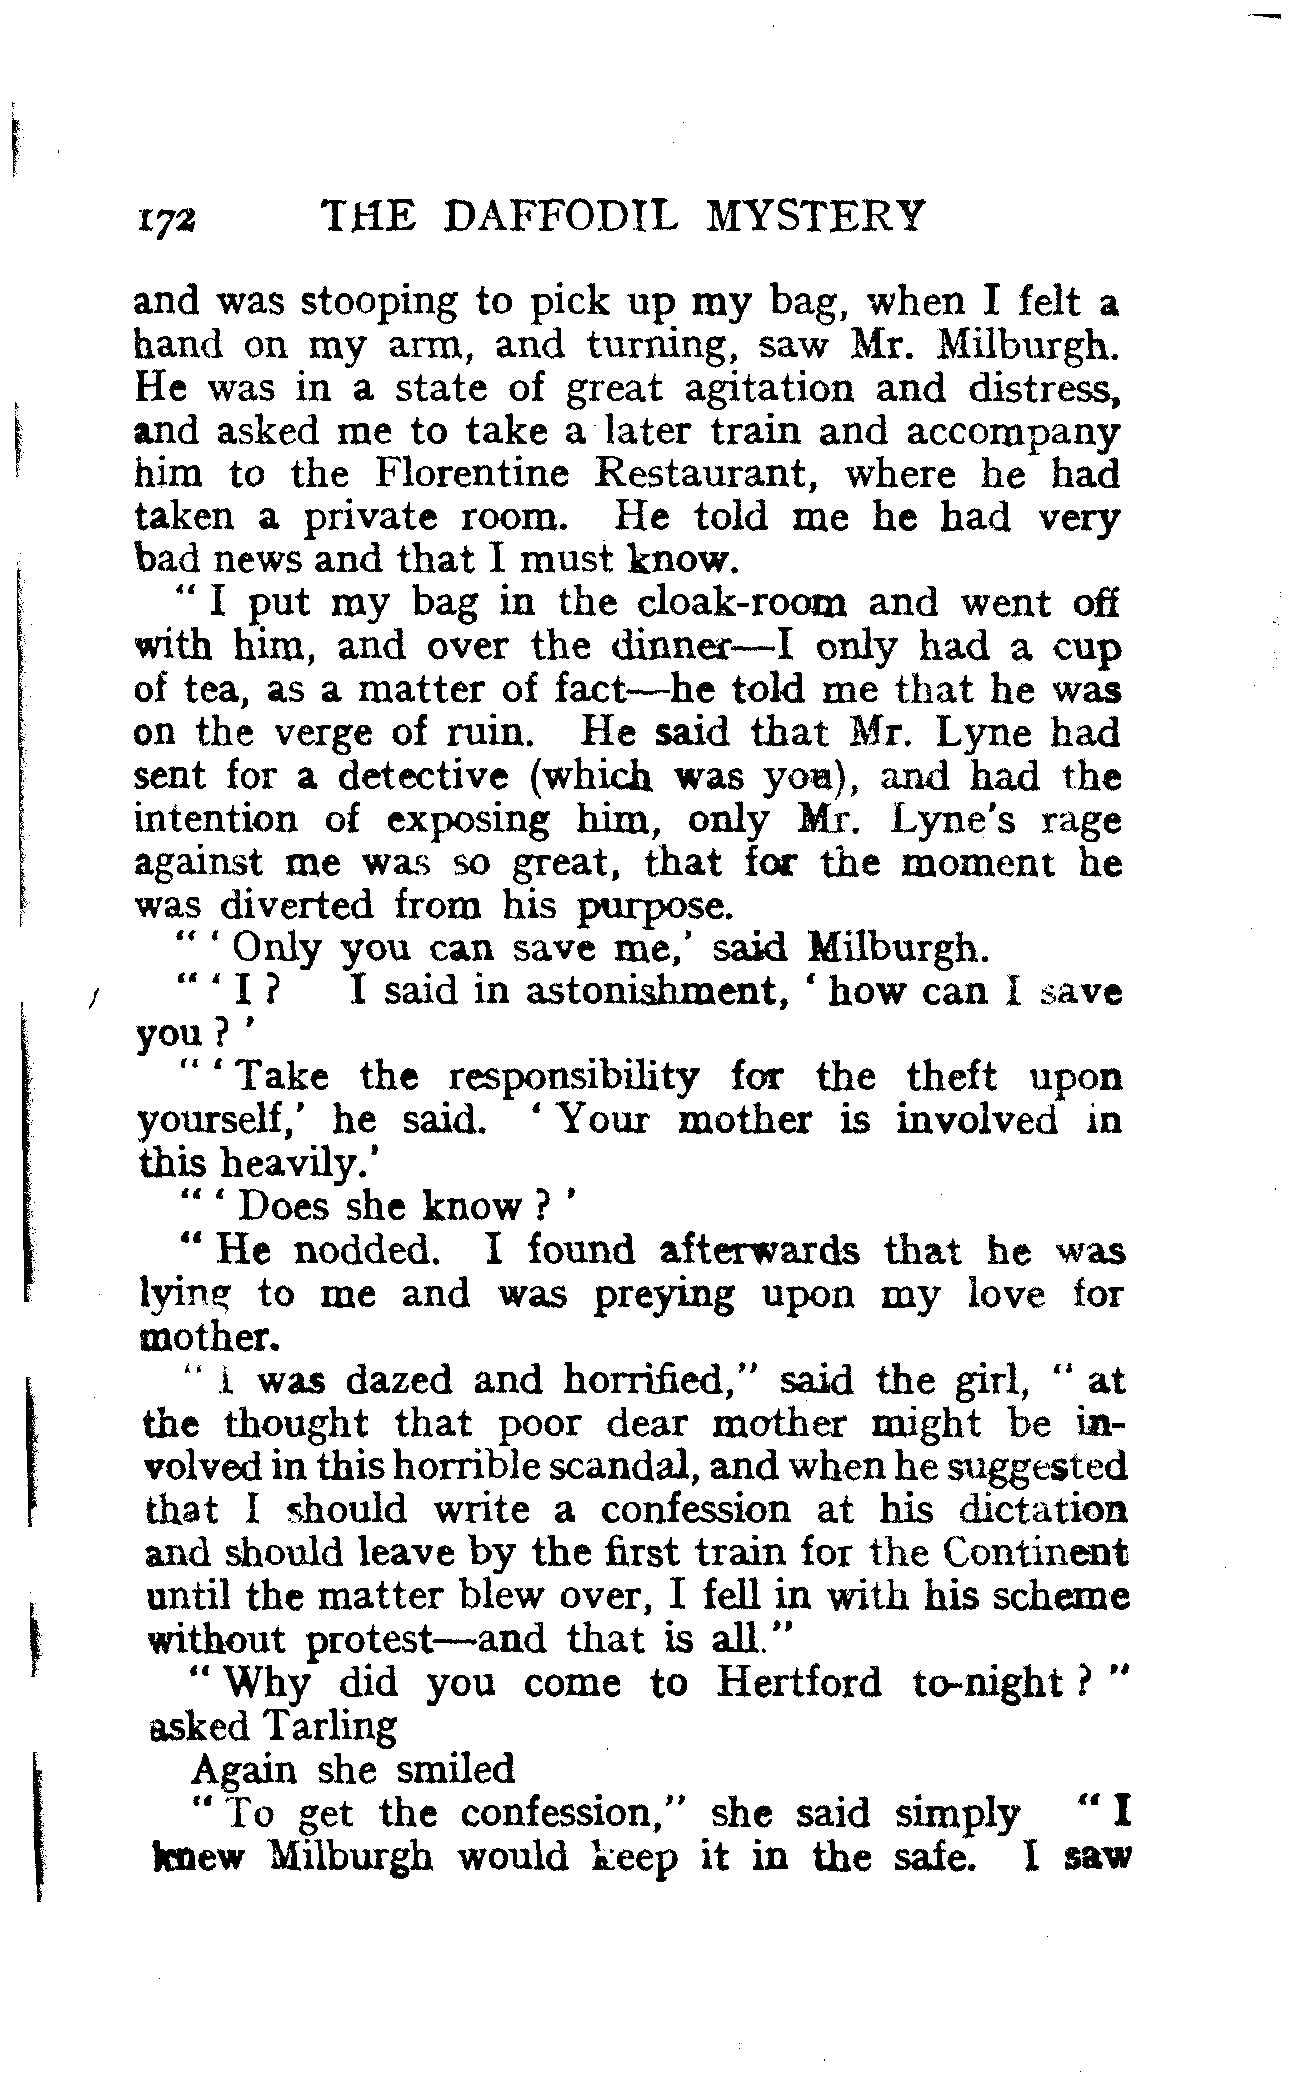 172 THE DAFFODIL MYSTERY
and was stooping to pick up my bag, when I felt a
hand on my arm, and turning, saw Mr. Milburgh.
He was in a state of great agitation and distress,
and asked me to take a later train and accompany
him to the Florentine Restaurant, where he had
taken a private room. He told me he had very
bad news and that I must know.
“ I put my bag in the cloak-room and went off
with him, and over the dinner—I only had a cup
of tea, as a matter of fact—he told me that he was
on the verge of ruin. He said that Mr. Lyne had
sent for a detective (which was you), and had the
intention of exposing him, only Mr. Lyne's rage
against me was so great, that for the moment he
was diverted from his purpose.
“ ‘ Only you can save me,’ said Milburgh.
“ ‘ I ? I said in astonishment, ‘ how can I save
you ? ’
“ ‘ Take the responsibility for the theft upon
yourself,’ he said. ‘ Your mother is involved in
this heavily.’
“ ‘ Does she know ? ’
“ He nodded. I found afterwards that he was
lying to me and was preying upon my love for
mother.
“ I was dazed and horrified,” said the girl, “ at
the thought that poor dear mother might be in-
volved in this horrible scandal, and when he suggested
that I should write a confession at his dictation
and should leave by the first train for the Continent
until the matter blew over, I fell in with his scheme
without protest—and that is all.”
“ Why did you come to Hertford to-night ? ”
asked Tarling
Again she smiled
“ To get the confession,” she said simply “ I
knew Milburgh would keep it in the safe. I saw